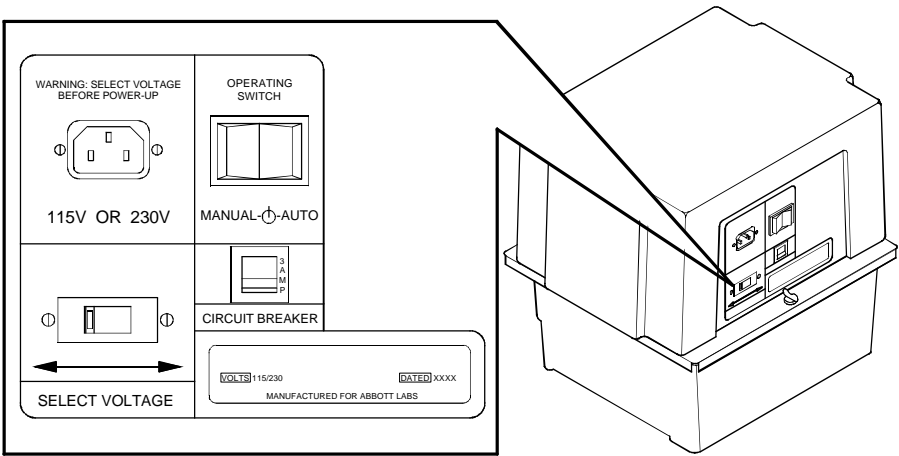 WARNING: SELECT VOLTAGE
BEFORE POWER-UP
115V OR 230V
OPERATING
SWITCH
MANUAL-⏻-AUTO
3
A
M
P
CIRCUIT BREAKER
SELECT VOLTAGE
VOLTS 115/230
DATED XXXX
MANUFACTURED FOR ABBOTT LABS